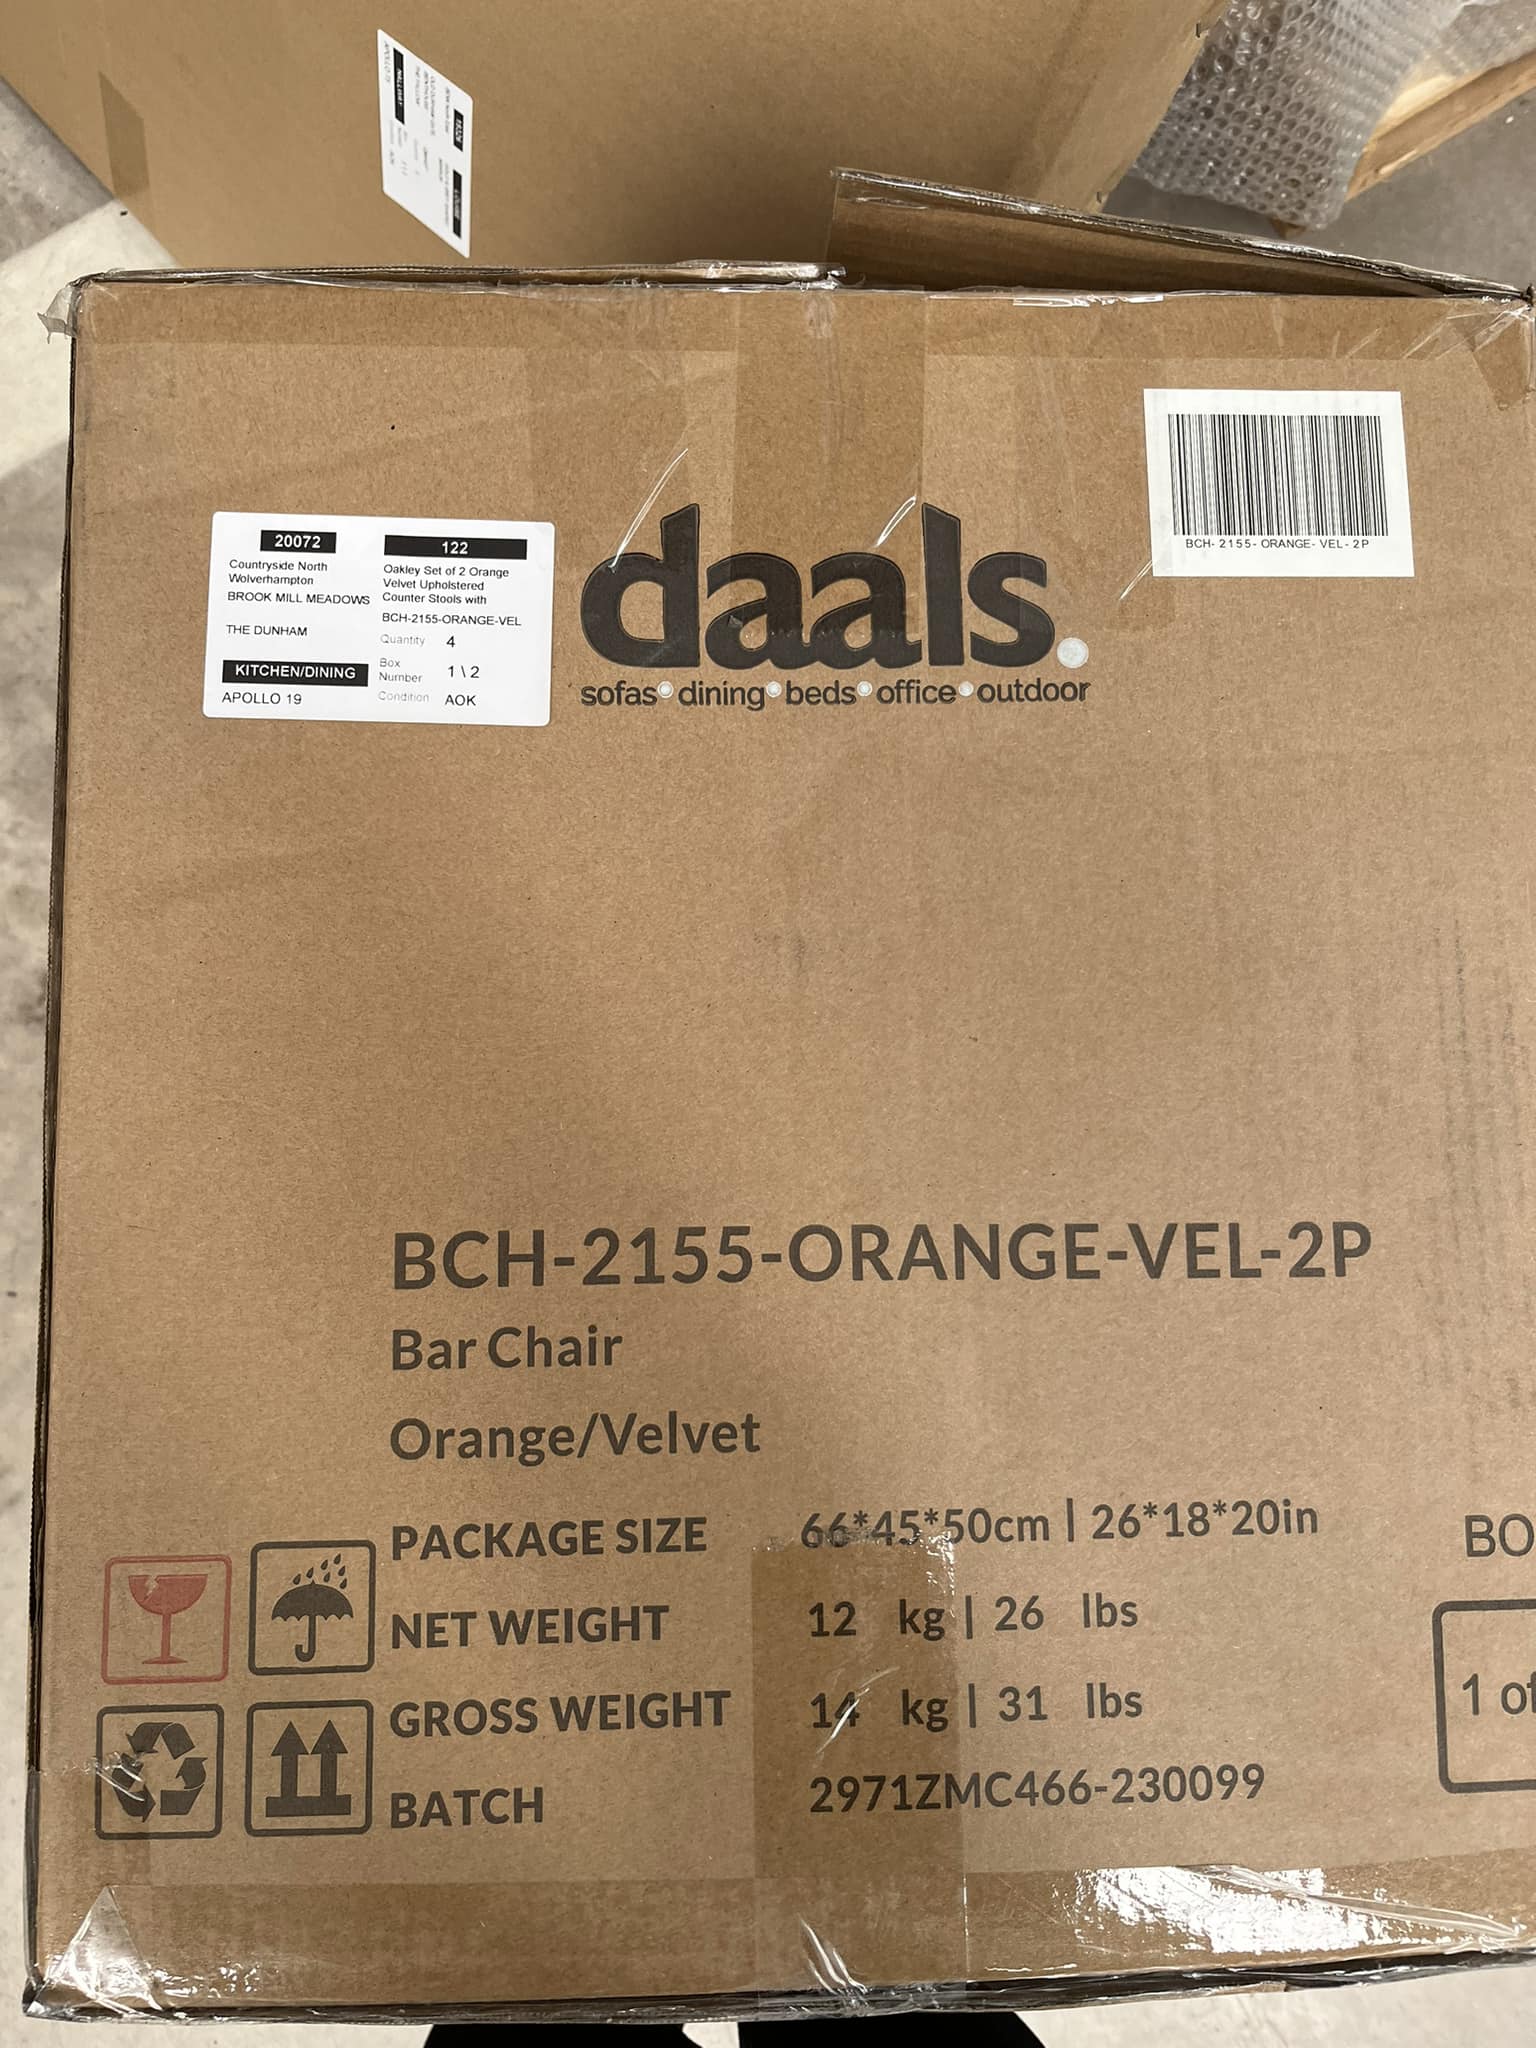 20072
Countryside North
Wolverhampton
BROOK MILL MEADOWS
THE DUNHAM
KITCHEN/DINING
APOLLO 19
122
Oakley Set of 2 Orange
Velvet Upholstered
Counter Stools with
BCH-2155-ORANGE-VEL
Quantity 4
Box
Number 1 \ 2
Condition AOK
daals.
sofas dining beds office outdoor
BCH- 2155- ORANGE- VEL- 2P
BCH-2155-ORANGE-VEL-2P
Bar Chair
Orange/Velvet
PACKAGE SIZE 66*45*50cm | 26*18*20in
NET WEIGHT 12 kg | 26 lbs
GROSS WEIGHT 14 kg | 31 lbs
BATCH 2971ZMC466-230099
BO
1 of